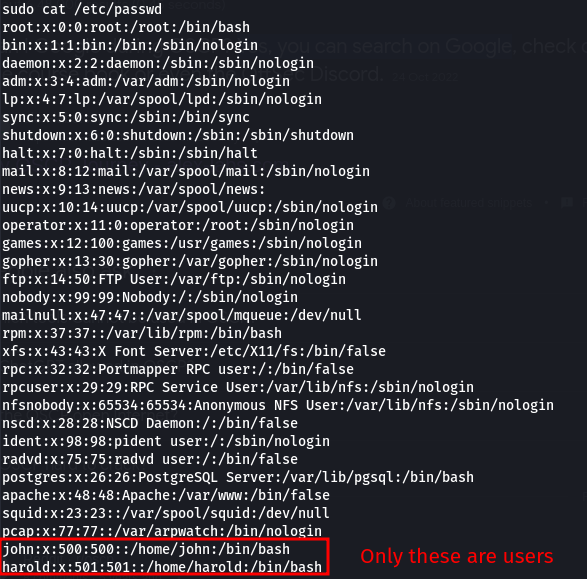 sudo cat /etc/passwd
root:x:0:0:root:/root:/bin/bash
bin:x:1:1:bin:/bin:/sbin/nologin
daemon:x:2:2:daemon:/sbin:/sbin/nologin
adm:x:3:4:adm:/var/adm:/sbin/nologin
lp:x:4:7:lp:/var/spool/lpd:/sbin/nologin
sync:x:5:0:sync:/sbin:/bin/sync
shutdown:x:6:0:shutdown:/sbin:/sbin/shutdown
halt:x:7:0:halt:/sbin:/sbin/halt
mail:x:8:12:mail:/var/spool/mail:/sbin/nologin
news:x:9:13:news:/var/spool/news:
uucp:x:10:14:uucp:/var/spool/uucp:/sbin/nologin
operator:x:11:0:operator:/root:/sbin/nologin
games:x:12:100:games:/usr/games:/sbin/nologin
gopher:x:13:30:gopher:/var/gopher:/sbin/nologin
ftp:x:14:50:FTP User:/var/ftp:/sbin/nologin
nobody:x:99:99:Nobody:/:/sbin/nologin
mailnull:x:47:47::/var/spool/mqueue:/dev/null
rpm:x:37:37::/var/lib/rpm:/bin/bash
xfs:x:43:43:X Font Server:/etc/X11/fs:/bin/false
rpc:x:32:32:Portmapper RPC user:/:/bin/false
rpcuser:x:29:29:RPC Service User:/var/lib/nfs:/sbin/nologin
nfsnobody:x:65534:65534:Anonymous NFS User:/var/lib/nfs:/sbin/nologin
nscd:x:28:28:NSCD Daemon:/:/bin/false
ident:x:98:98:pident user:/:/sbin/nologin
radvd:x:75:75:radvd user:/:/bin/false
postgres:x:26:26:PostgreSQL Server:/var/lib/pgsql:/bin/bash
apache:x:48:48:Apache:/var/www:/bin/false
squid:x:23:23::/var/spool/squid:/dev/null
pcap:x:77:77::/var/arpwatch:/bin/nologin
john:x:500:500::/home/john:/bin/bash
harold:x:501:501::/home/harold:/bin/bash
Only these are users
you can search on Google, check
Discord.